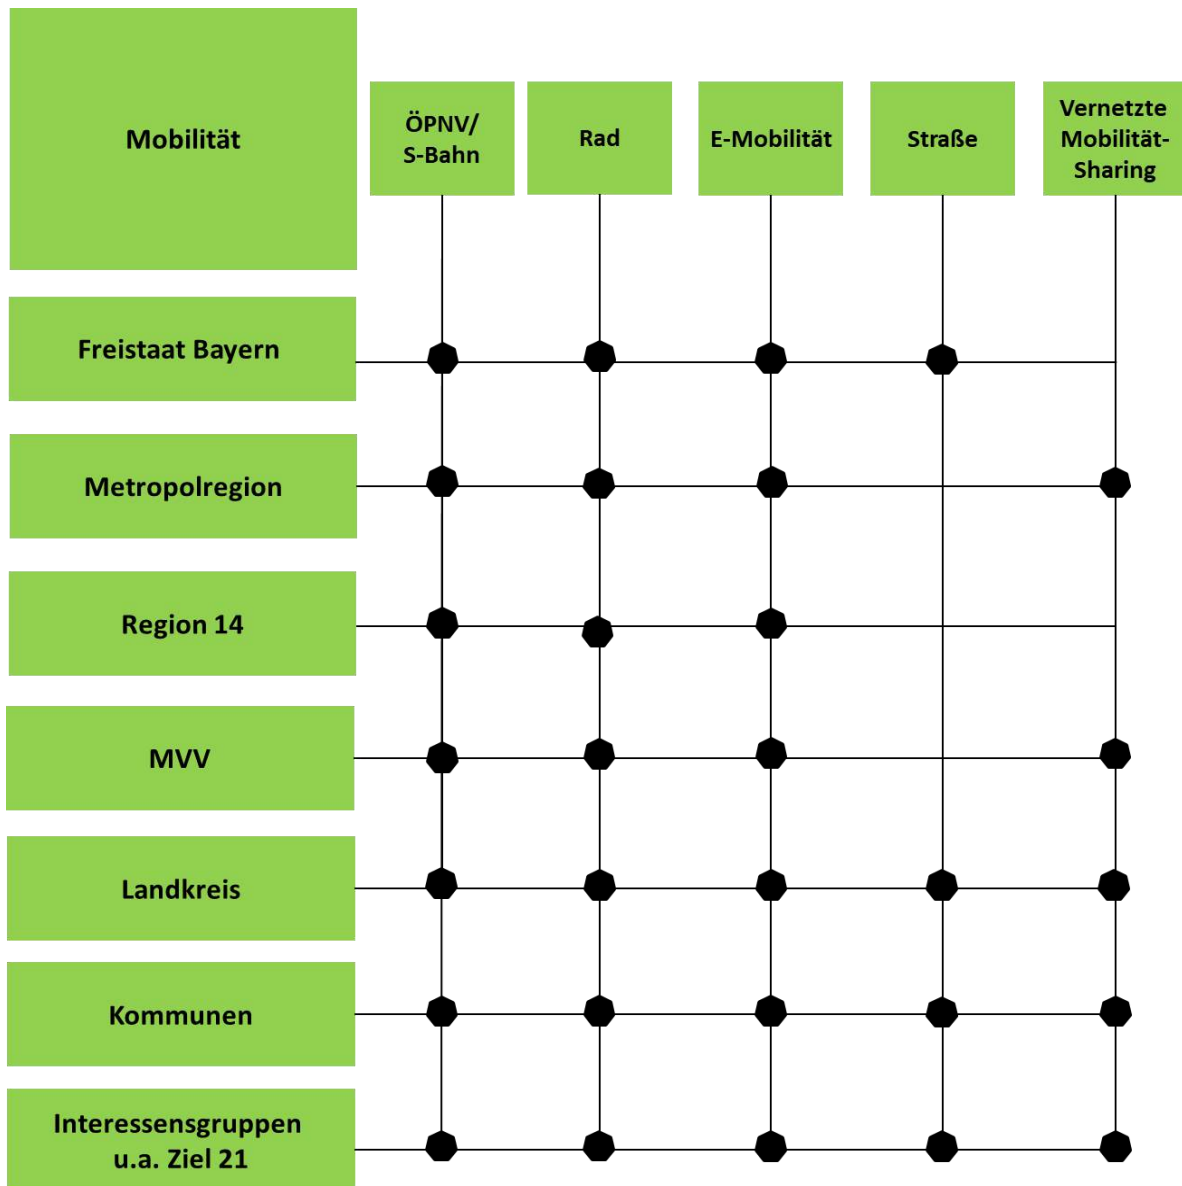 Mobilität
ÖPNV/
S-Bahn
Rad
E-Mobilität
Straße
Vernetzte
Mobilität-
Sharing
Freistaat Bayern
Metropolregion
Region 14
MVV
Landkreis
Kommunen
Interessensgruppen
u.a. Ziel 21